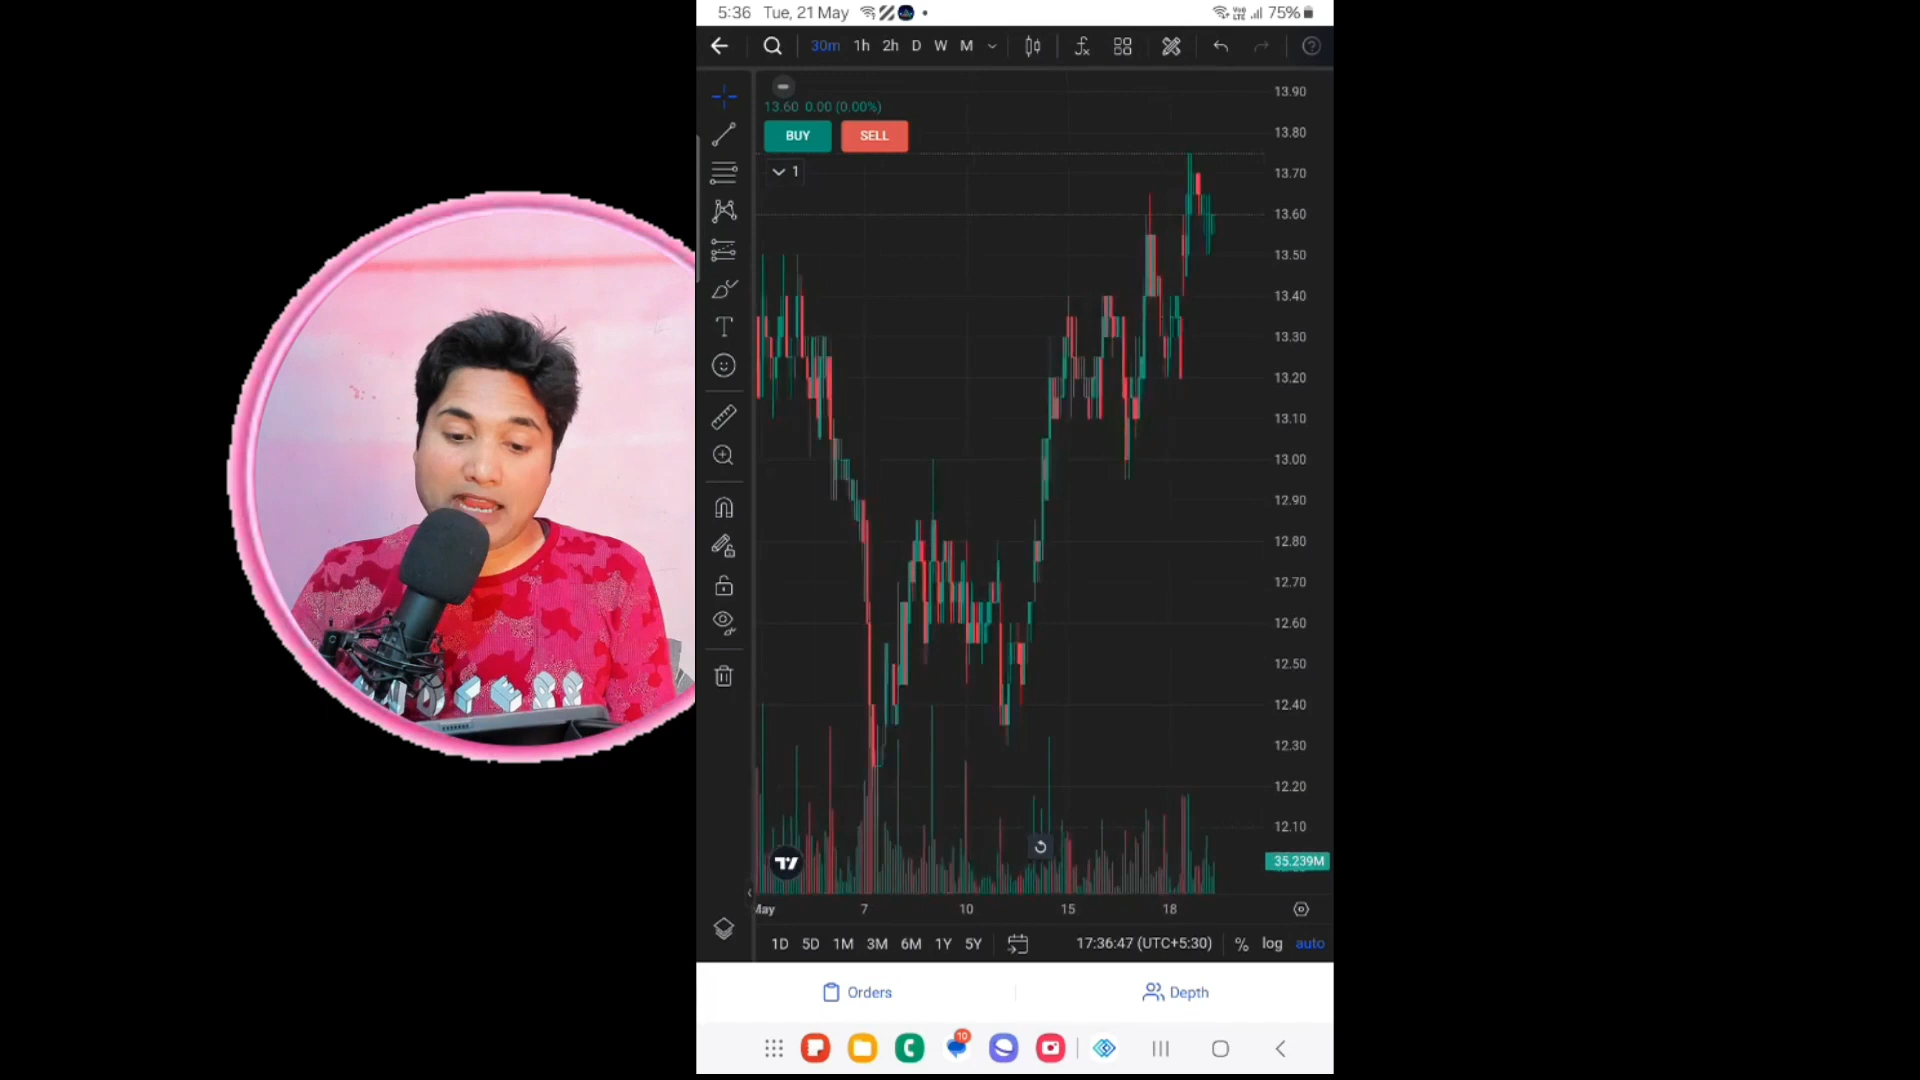 5:36 Tue, 21 May
VoLTE 75%
30m 1h 2h D W M
13.60 0.00 (0.00%)
BUY SELL
1
13.90
13.80
13.70
13.60
13.50
13.40
13.30
13.20
13.10
13.00
12.90
12.80
12.70
12.60
12.50
12.40
12.30
12.20
12.10
35.239M
May 7 10 15 18
1D 5D 1M 3M 6M 1Y 5Y 17:36:47 (UTC+5:30) % log auto
Orders Depth
10